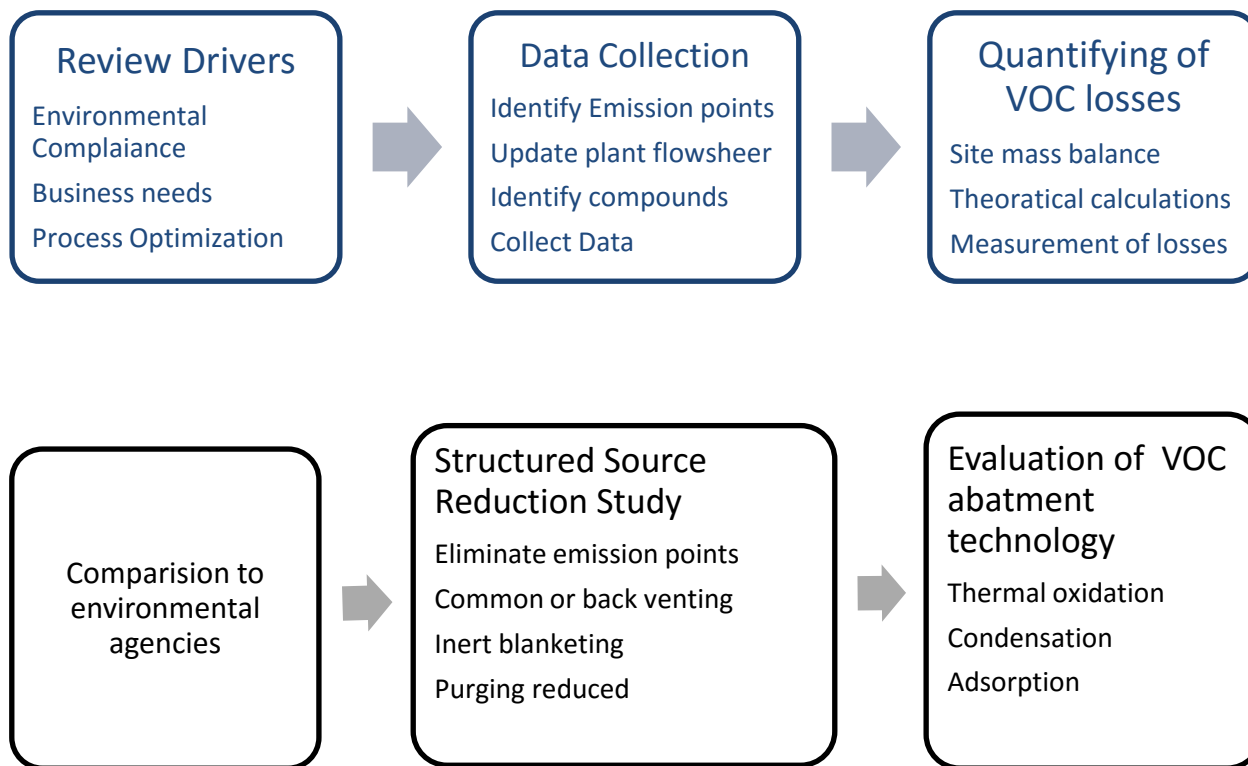 Review Drivers
Environmental
Complaiance
Business needs
Process Optimization
Data Collection
Identify Emission points
Update plant flowsheer
Identify compounds
Collect Data
Quantifying of
VOC losses
Site mass balance
Theoratical calculations
Measurement of losses
Comparision to
environmental
agencies
Structured Source
Reduction Study
Eliminate emission points
Common or back venting
Inert blanketing
Purging reduced
Evaluation of VOC
abatment
technology
Thermal oxidation
Condensation
Adsorption